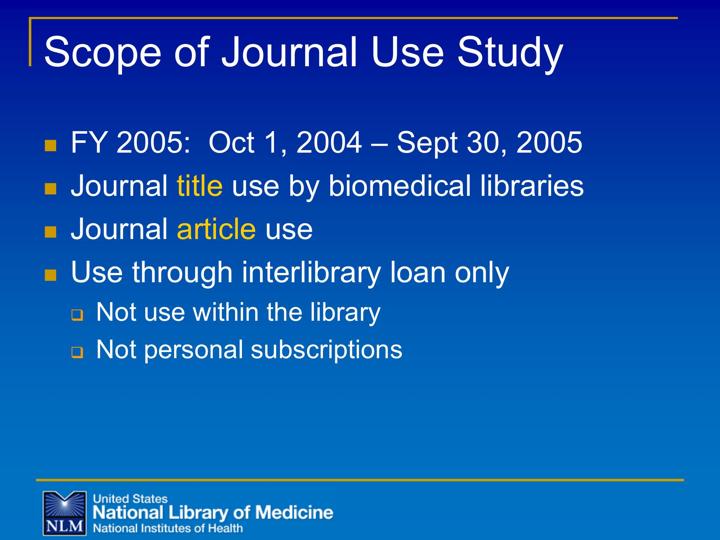 Scope of Journal Use Study
FY 2005: Oct 1, 2004 – Sept 30, 2005
Journal title use by biomedical libraries
Journal article use
Use through interlibrary loan only
Not use within the library
Not personal subscriptions
NLM
United States
National Library of Medicine
National Institutes of Health